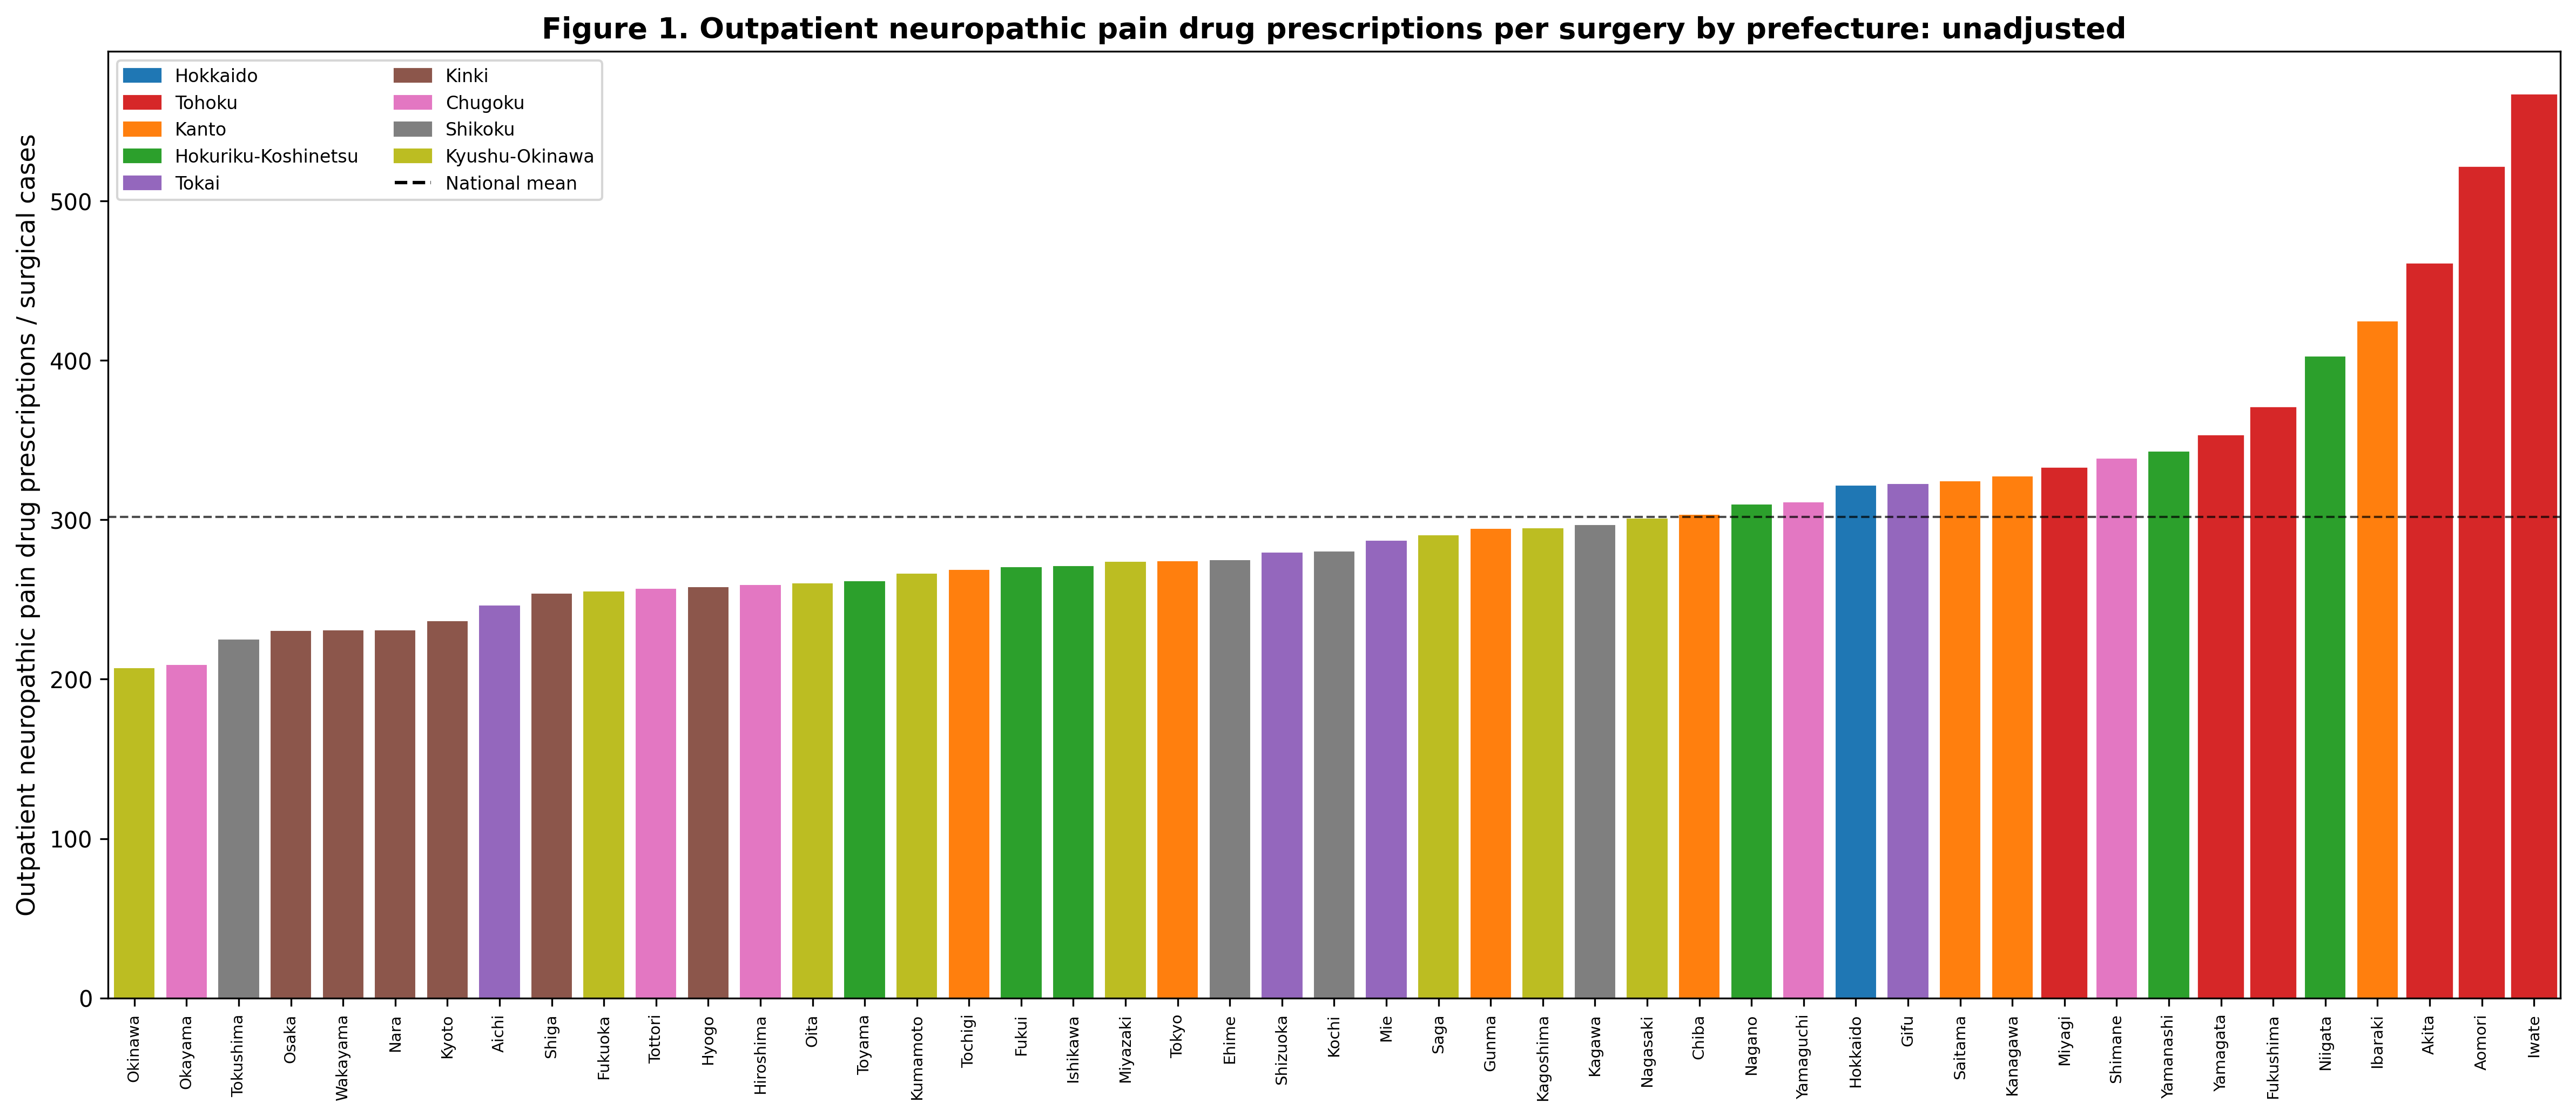 Figure 1. Outpatient neuropathic pain drug prescriptions per surgery by prefecture: unadjusted
Outpatient neuropathic pain drug prescriptions / surgical cases
Hokkaido
Tohoku
Kanto
Hokuriku-Koshinetsu
Tokai
Kinki
Chugoku
Shikoku
Kyushu-Okinawa
National mean
500
400
300
200
100
0
Okinawa
Okayama
Tokushima
Osaka
Wakayama
Nara
Kyoto
Aichi
Shiga
Fukuoka
Tottori
Hyogo
Hiroshima
Oita
Toyama
Kumamoto
Tochigi
Fukui
Ishikawa
Miyazaki
Tokyo
Ehime
Shizuoka
Kochi
Mie
Saga
Gunma
Kagoshima
Kagawa
Nagasaki
Chiba
Nagano
Yamaguchi
Hokkaido
Gifu
Saitama
Kanagawa
Miyagi
Shimane
Yamanashi
Yamagata
Fukushima
Niigata
Ibaraki
Akita
Aomori
Iwate